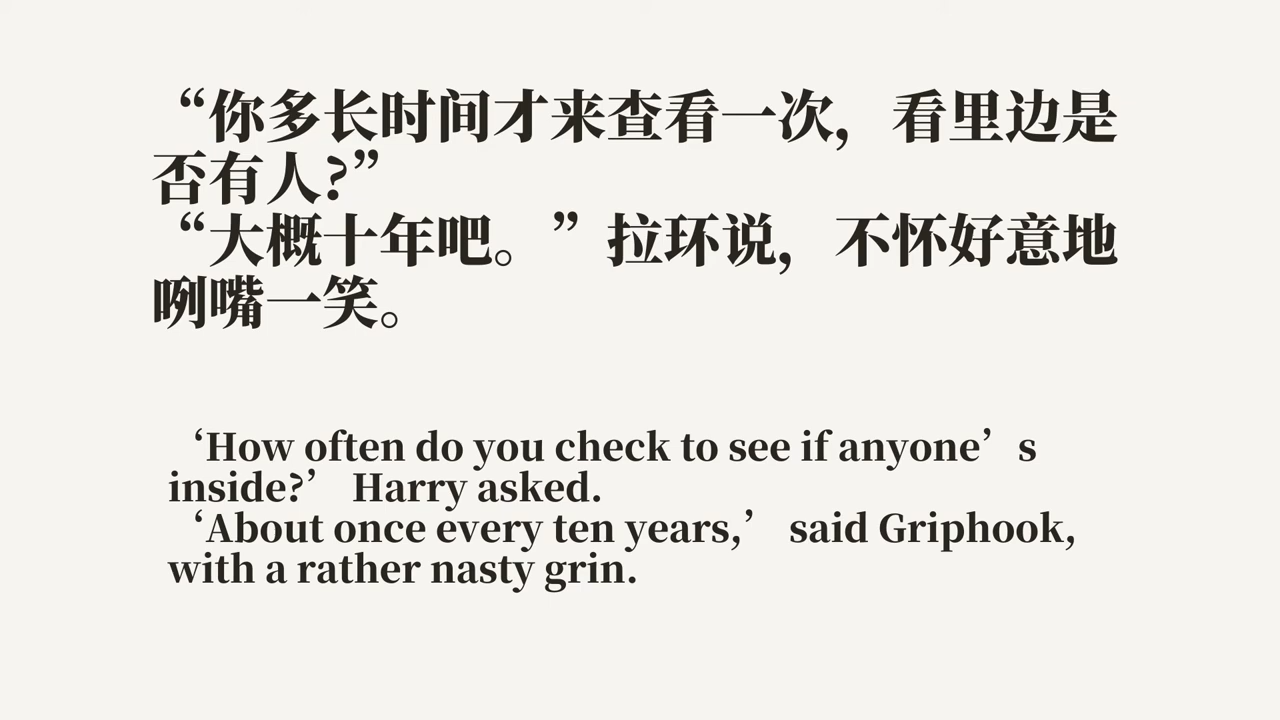 “你多长时间才来查看一次，看里边是
否有人?”
“大概十年吧。”拉环说，不怀好意地
咧嘴一笑。
‘How often do you check to see if anyone’s
inside?’ Harry asked.
‘About once every ten years,’ said Griphook,
with a rather nasty grin.